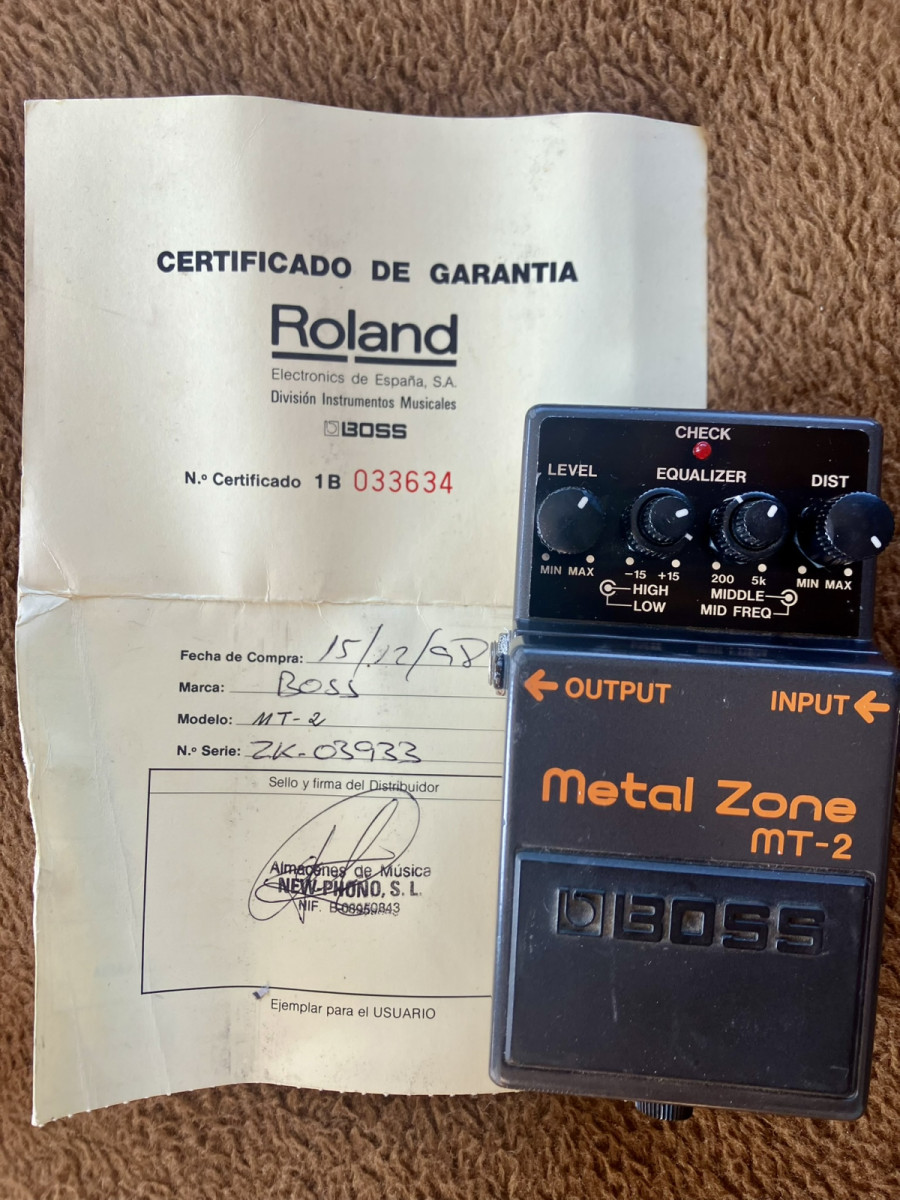 CERTIFICADO DE GARANTIA
Roland
Electronics de España, S.A.
División Instrumentos Musicales
BOSS
N.º Certificado 1B 033634
Fecha de Compra: 15/12/98
Marca: BOSS
Modelo: MT-2
N.º Serie: ZK-03933
Sello y firma del Distribuidor
Almacenes de Música
NEW-PHONO, S. L.
NIF.
Ejemplar para el USUARIO
CHECK
LEVEL EQUALIZER DIST
MIN MAX -15 +15 200 5k MIN MAX
HIGH MIDDLE
LOW MID FREQ
OUTPUT INPUT
Metal Zone
MT-2
BOSS